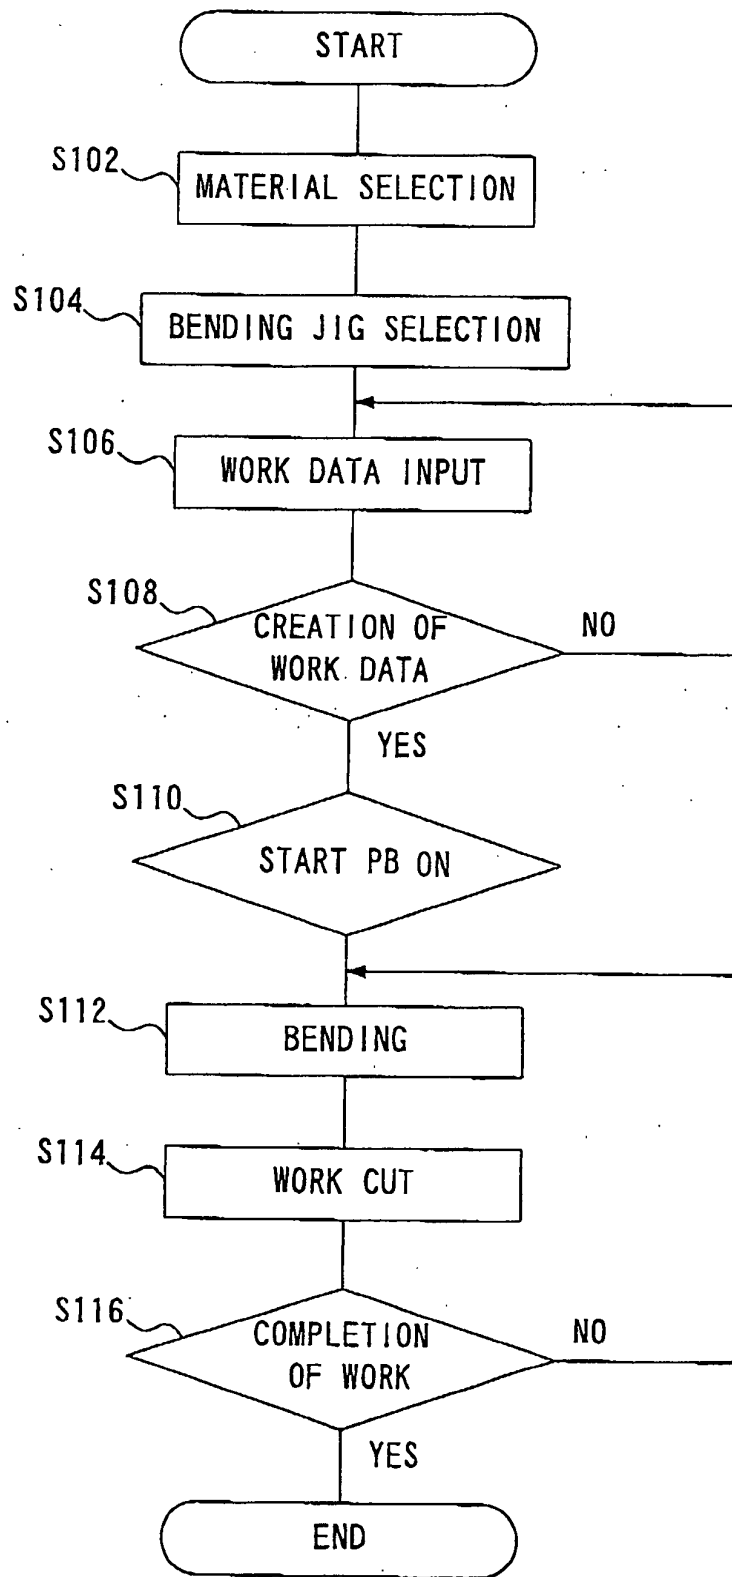 START
S102
MATERIAL SELECTION
S104
BENDING JIG SELECTION
S106
WORK DATA INPUT
S108
CREATION OF
WORK DATA
NO
YES
S110
START PB ON
S112
BENDING
S114
WORK CUT
S116
COMPLETION
OF WORK
NO
YES
END